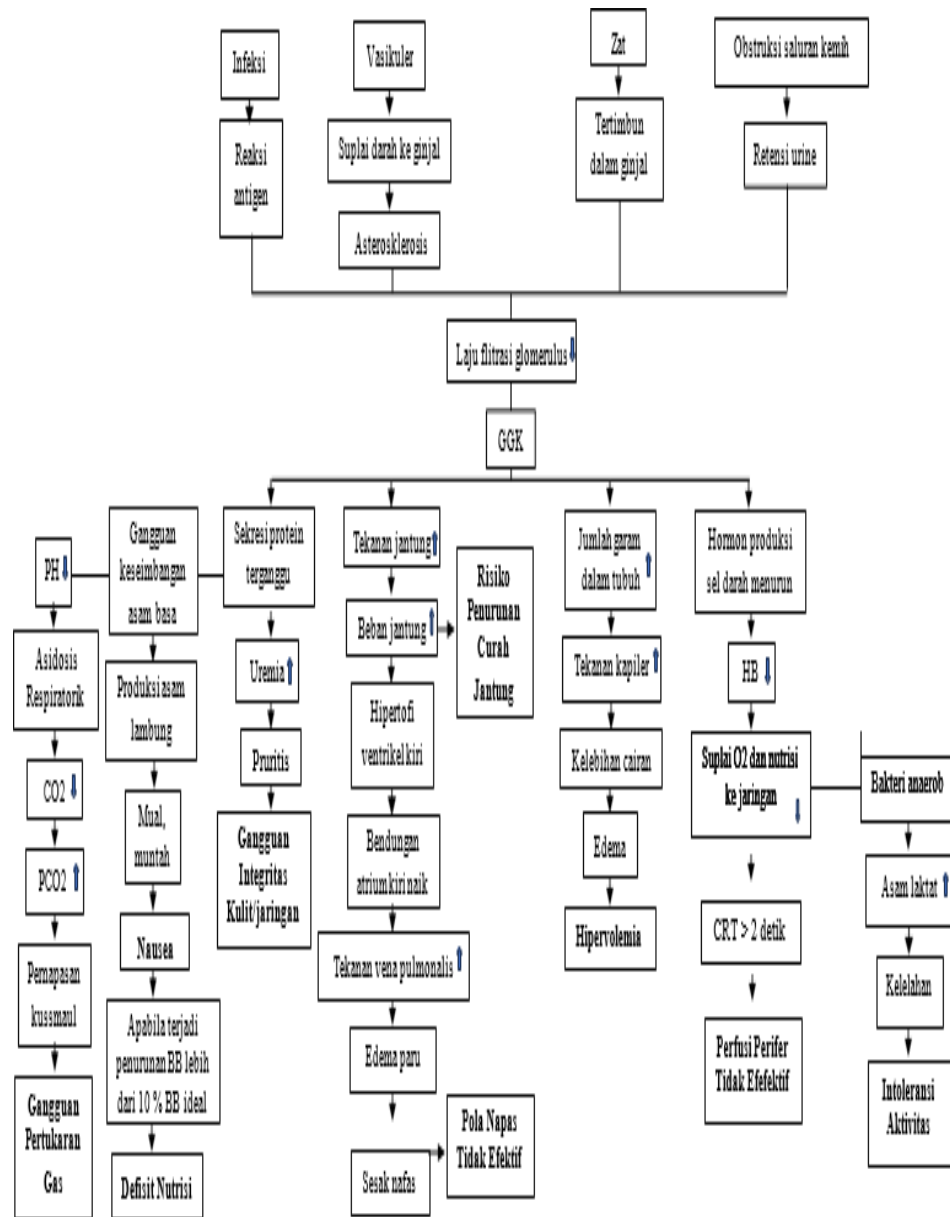 Infeksi
Vasikuler
Zat
Obstruksi saluran kemih
Reaksi
antigen
Suplai darah ke ginjal
Tertimbun
dalam ginjal
Retensi urine
Asterosklerosis
Laju flitrasi glomerulus
GGK
PH
Gangguan
keseimbangan
asam basa
Sekresi protein
terganggu
Tekanan jantung
Risiko
Penurunan
Curah
Jantung
Jumlah garam
dalam tubuh
Hormon produksi
sel darah menurun
Asidosis
Respiratorik
Produksi asam
lambung
Uremia
Beban jantung
Tekanan kapiler
HB
CO2
Mual,
muntah
Pruritis
Hipertofi
ventrikel kiri
Kelebihan cairan
Suplai O2 dan nutrisi
ke jaringan
Bakteri anaerob
PCO2
Nausea
Gangguan
Integritas
Kulit/jaringan
Bendungan
atrium kiri naik
Edema
CRT > 2 detik
Asam laktat
Pernapasan
kussmaul
Apabila terjadi
penurunan BB lebih
dari 10 % BB ideal
Tekanan vena pulmonalis
Hipervolemia
Kelelahan
Gangguan
Pertukaran
Gas
Defisit Nutrisi
Edema paru
Sesak nafas
Pola Napas
Tidak Efektif
Perfusi Perifer
Tidak Efefektif
Intoleransi
Aktivitas